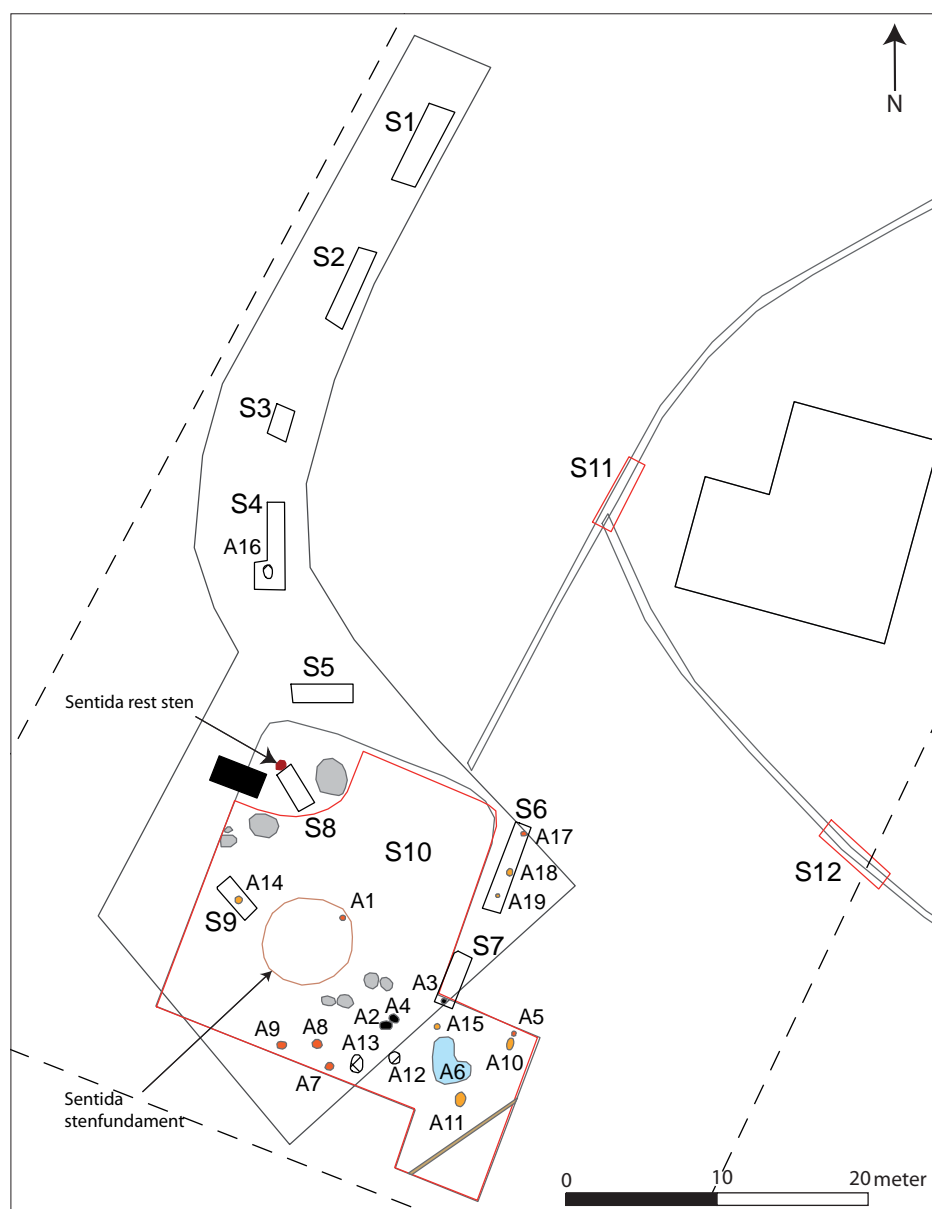 N
S1
S2
S3
S11
S4
A16
S5
Sentida rest sten
S6
S8
A17
S10
S12
A18
A14
A19
A1
S9
S7
A3
A4
A2
A15
A5
A9
A8
A13
A10
A12
A6
A7
A11
Sentida
stenfundament
0
10
20 meter